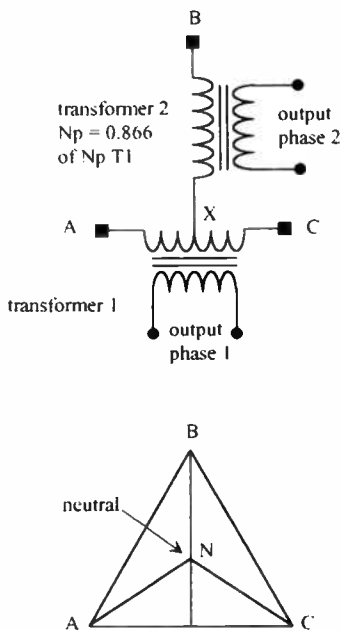 B
transformer 2
Np = 0.866
of Np T1
output
phase 2
X
A
C
transformer 1
output
phase 1
B
neutral
N
A
C